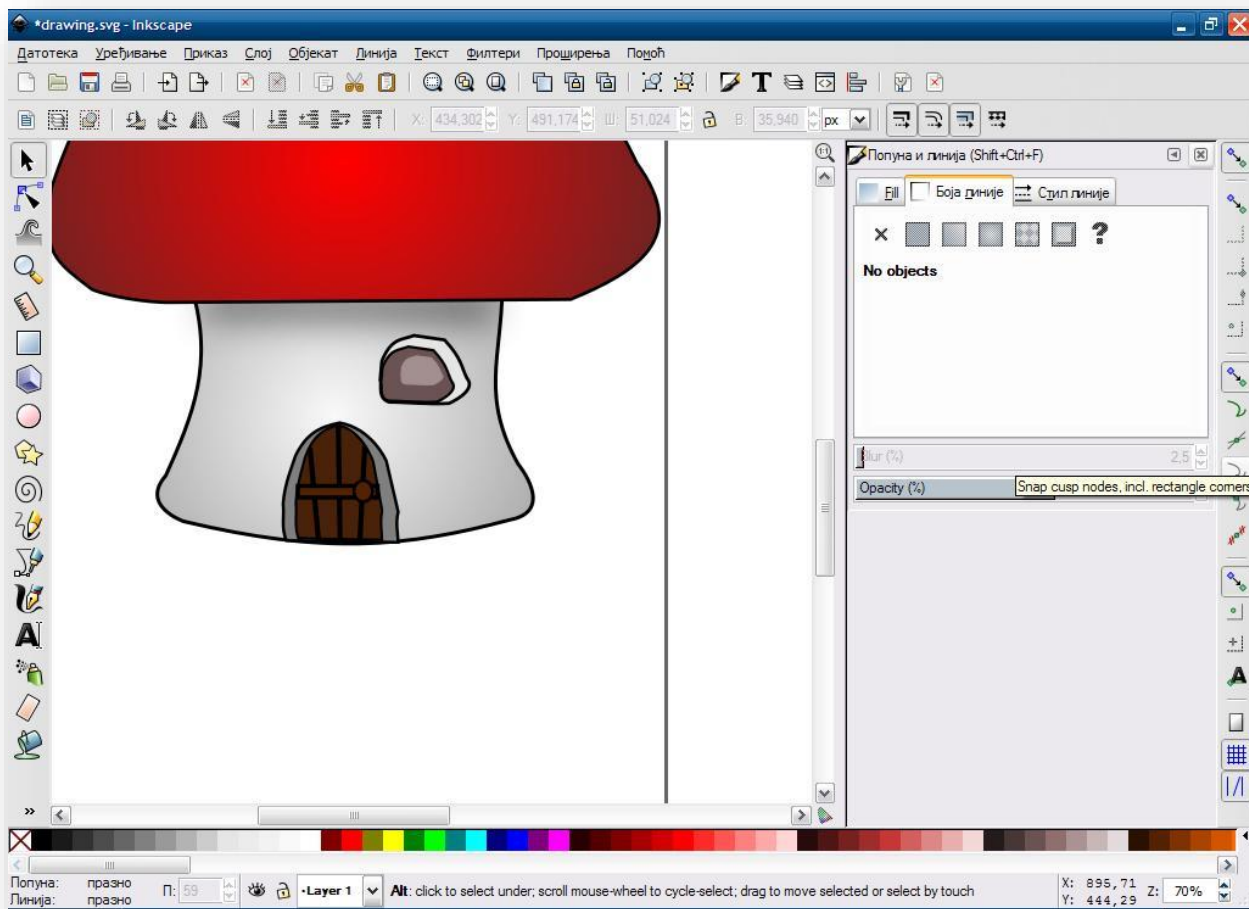 *drawing.svg - Inkscape
Датотека Уређивање Приказ Слој Објекат Линија Текст Филтери Проширења Помоћ
X: 434,302 Y: 491,174 Ш: 51,024 В: 35,940 px
Попуна и линија (Shift+Ctrl+F)
Fill Боја линије Стил линије
No objects
Blur (%) 2,5
Opacity (%)
Snap cusp nodes, incl. rectangle corners
Попуна: празно
Линија: празно
П: 59
Layer 1
Alt: click to select under; scroll mouse-wheel to cycle-select; drag to move selected or select by touch
X: 895,71
Y: 444,29
Z: 70%